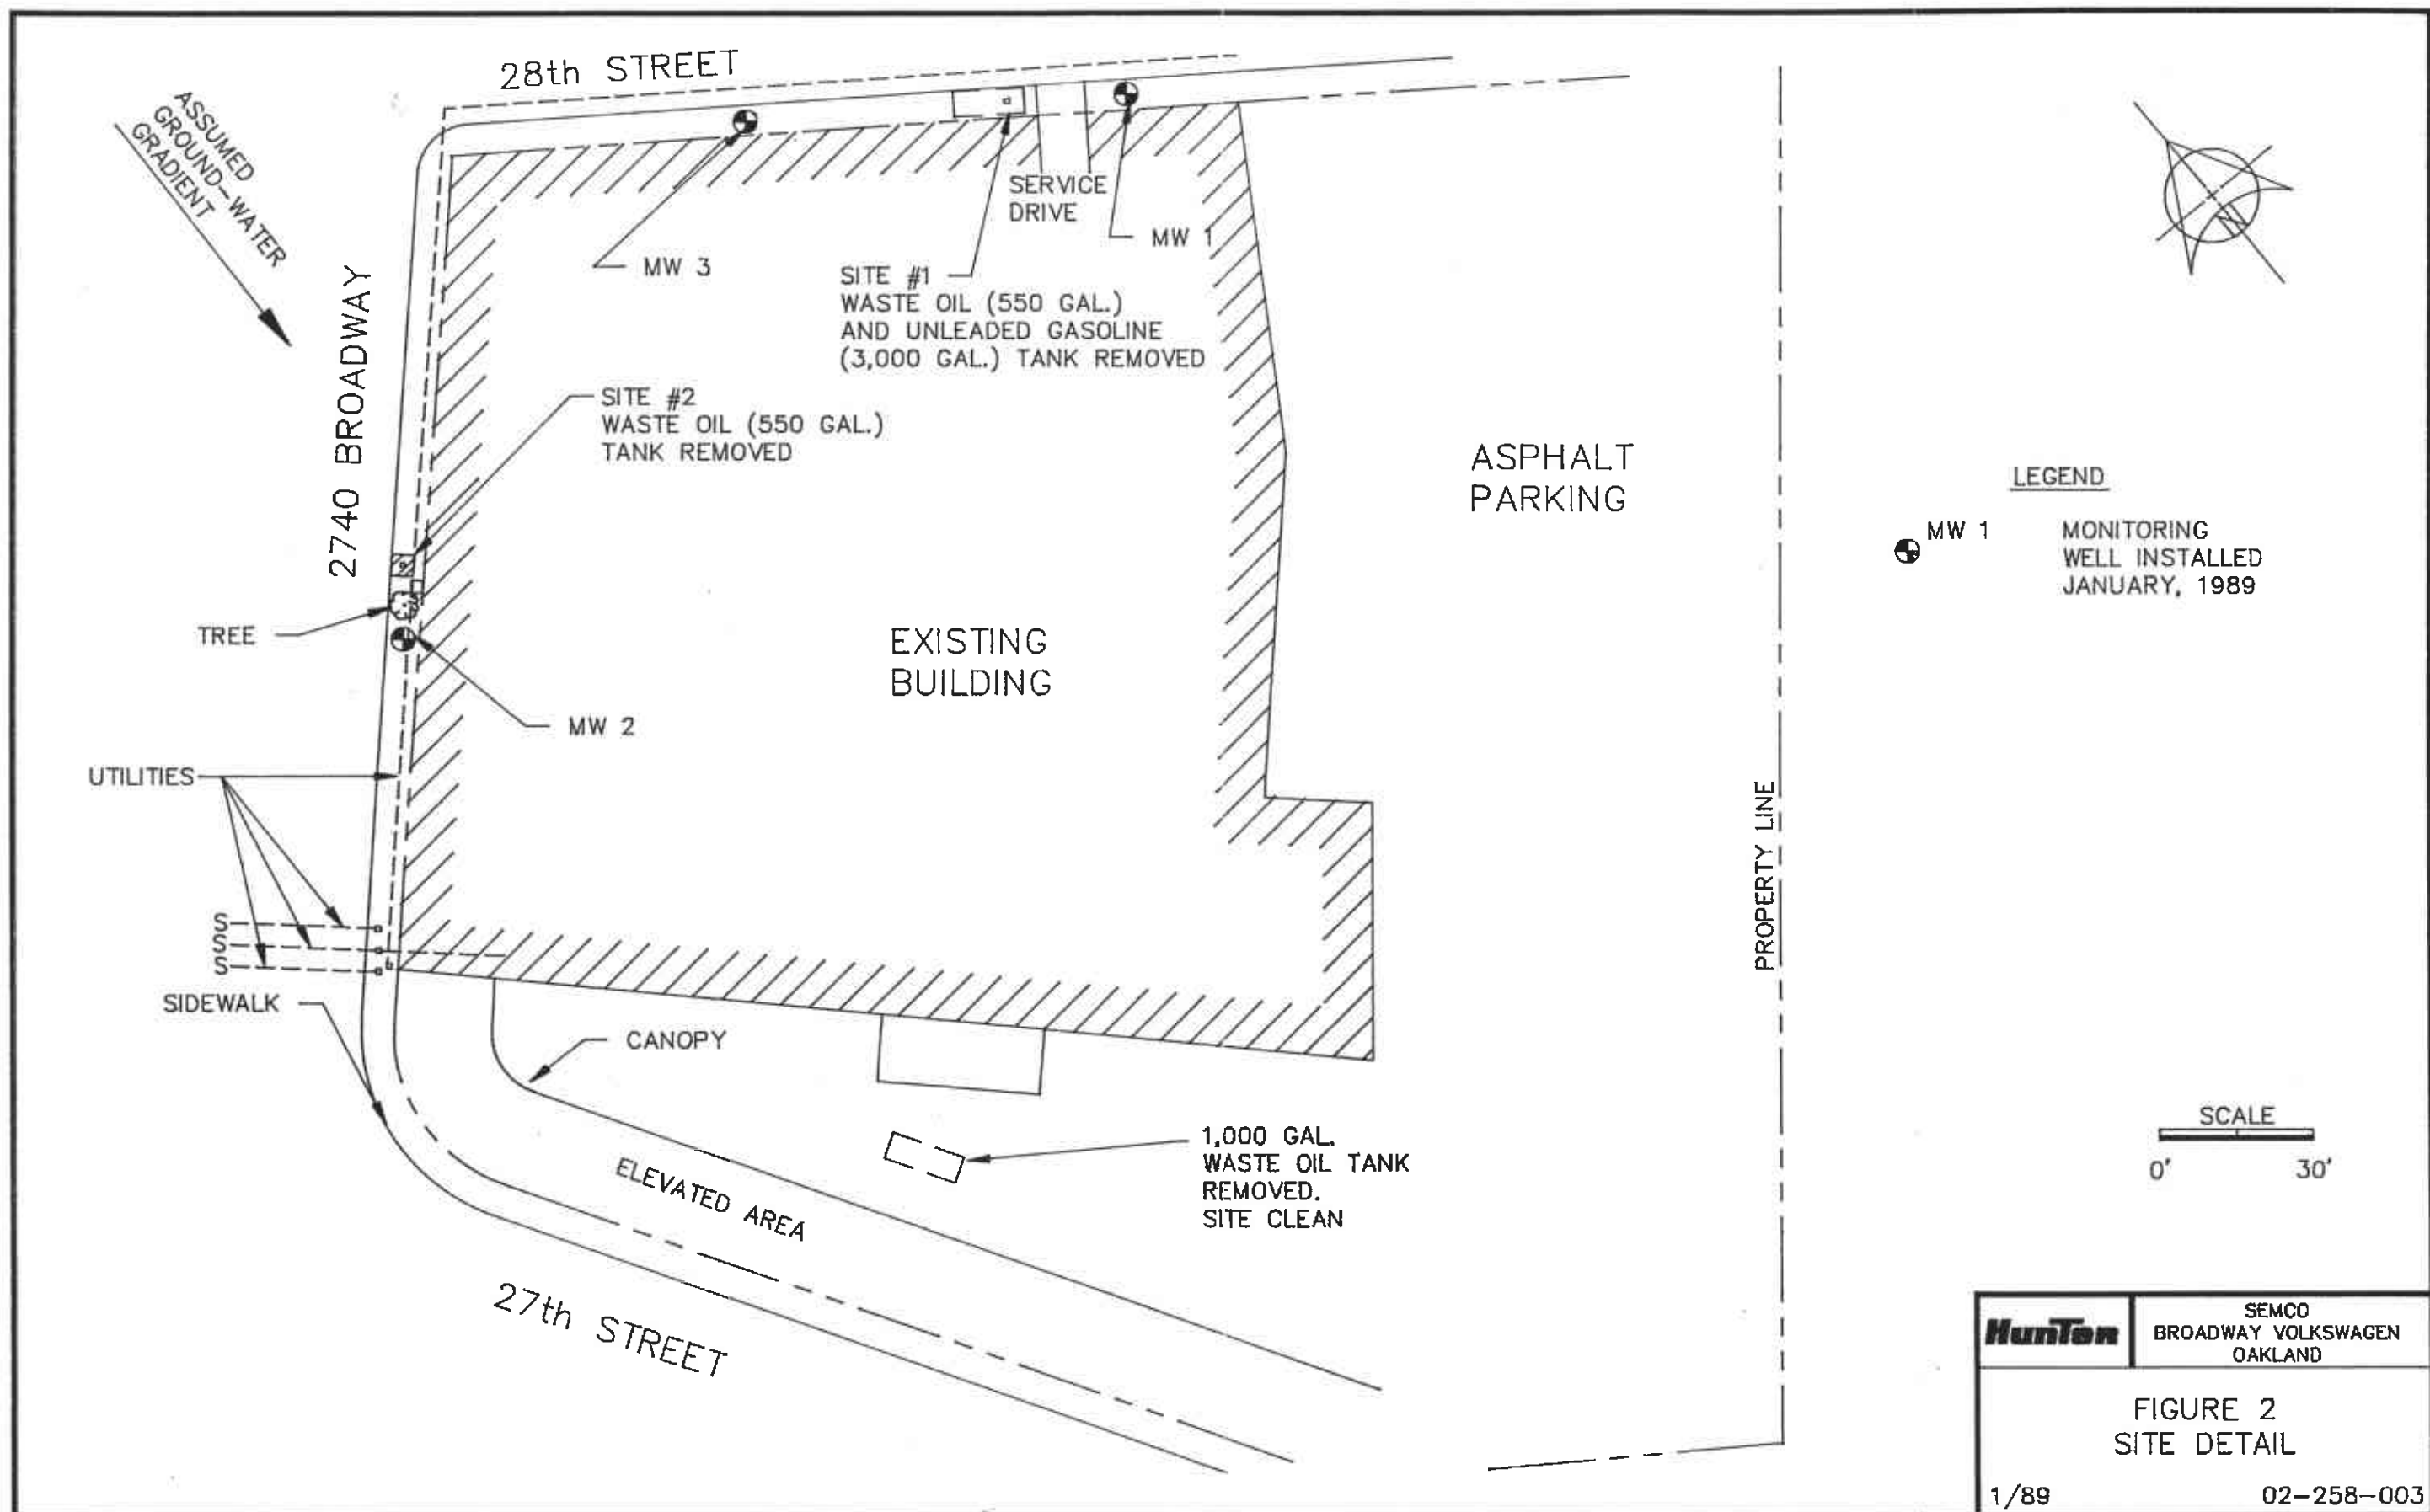 28th STREET
ASSUMED
GROUND-WATER
GRADIENT
2740 BROADWAY
MW 3
SERVICE
DRIVE
MW 1
SITE #1
WASTE OIL (550 GAL.)
AND UNLEADED GASOLINE
(3,000 GAL.) TANK REMOVED
SITE #2
WASTE OIL (550 GAL.)
TANK REMOVED
ASPHALT
PARKING
LEGEND
MW 1
MONITORING
WELL INSTALLED
JANUARY, 1989
TREE
EXISTING
BUILDING
MW 2
UTILITIES
PROPERTY LINE
S
S
S
SIDEWALK
CANOPY
1,000 GAL.
WASTE OIL TANK
REMOVED.
SITE CLEAN
ELEVATED AREA
27th STREET
SCALE
0' 30'
HunTer
SEMCO
BROADWAY VOLKSWAGEN
OAKLAND
FIGURE 2
SITE DETAIL
1/89 02-258-003
N